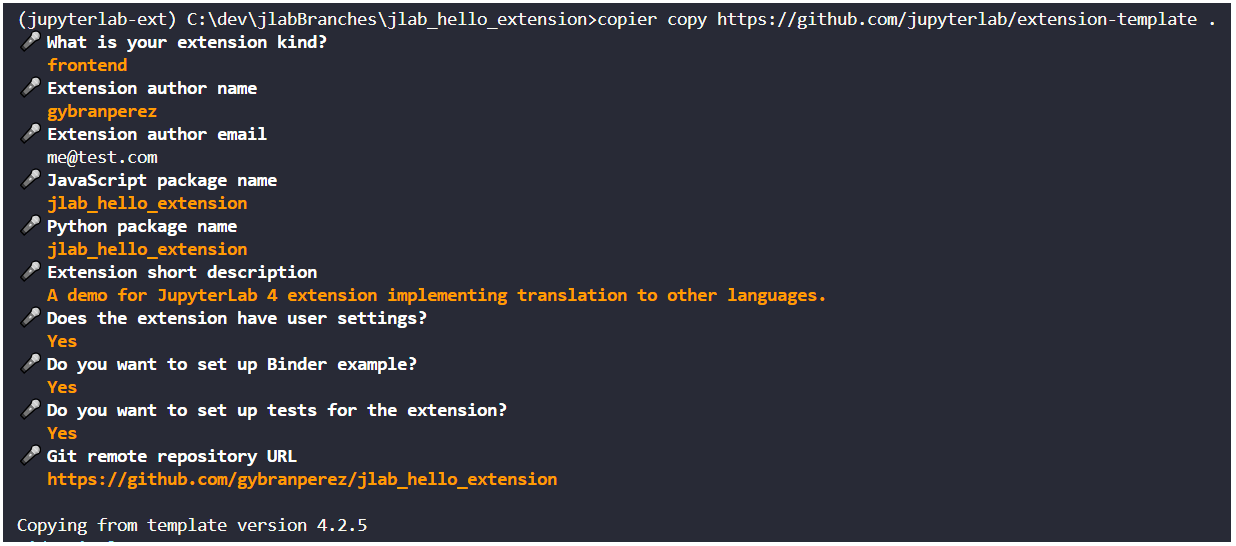 (jupyterlab-ext) C:\dev\jlabBranches\jlab_hello_extension>copier copy https://github.com/jupyterlab/extension-template .
🎤 What is your extension kind?
frontend
🎤 Extension author name
gybranperez
🎤 Extension author email
me@test.com
🎤 JavaScript package name
jlab_hello_extension
🎤 Python package name
jlab_hello_extension
🎤 Extension short description
A demo for JupyterLab 4 extension implementing translation to other languages.
🎤 Does the extension have user settings?
Yes
🎤 Do you want to set up Binder example?
Yes
🎤 Do you want to set up tests for the extension?
Yes
🎤 Git remote repository URL
https://github.com/gybranperez/jlab_hello_extension
Copying from template version 4.2.5